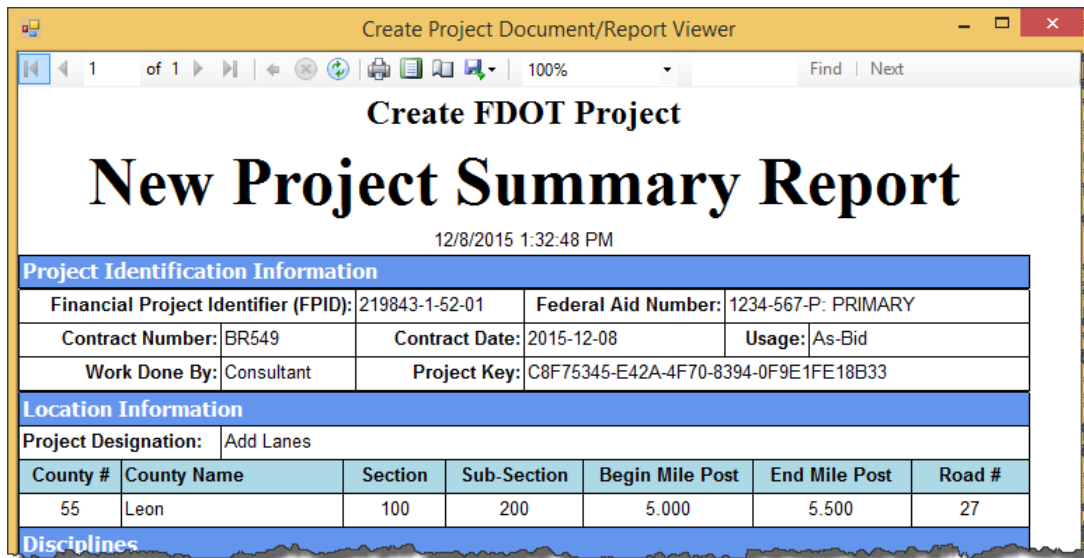 Create Project Document/Report Viewer
1 of 1 100% Find | Next
Create FDOT Project
New Project Summary Report
12/8/2015 1:32:48 PM
Project Identification Information
Financial Project Identifier (FPID): 219843-1-52-01 Federal Aid Number: 1234-567-P: PRIMARY
Contract Number: BR549 Contract Date: 2015-12-08 Usage: As-Bid
Work Done By: Consultant Project Key: C8F75345-E42A-4F70-8394-0F9E1FE18B33
Location Information
Project Designation: Add Lanes
County # County Name Section Sub-Section Begin Mile Post End Mile Post Road #
55 Leon 100 200 5.000 5.500 27
Disciplines